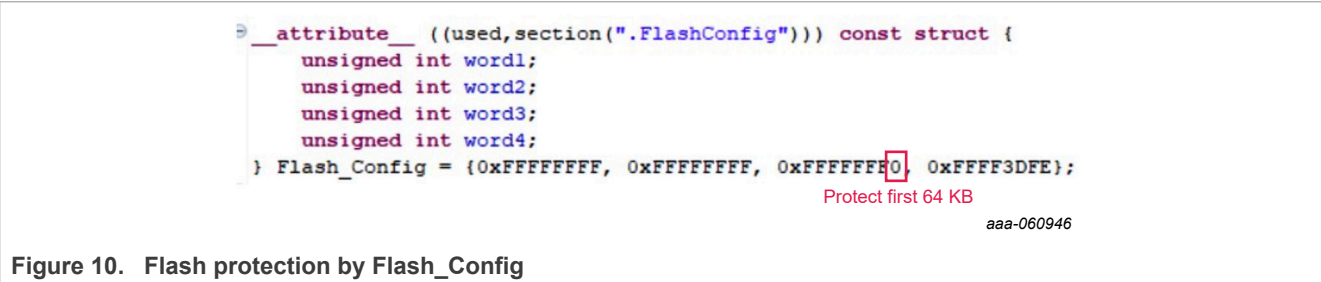 __attribute__ ((used,section(".FlashConfig"))) const struct {
unsigned int word1;
unsigned int word2;
unsigned int word3;
unsigned int word4;
} Flash_Config = {0xFFFFFFFF, 0xFFFFFFFF, 0xFFFFFFF0, 0xFFFF3DFE};
Protect first 64 KB
aaa-060946
Figure 10. Flash protection by Flash_Config